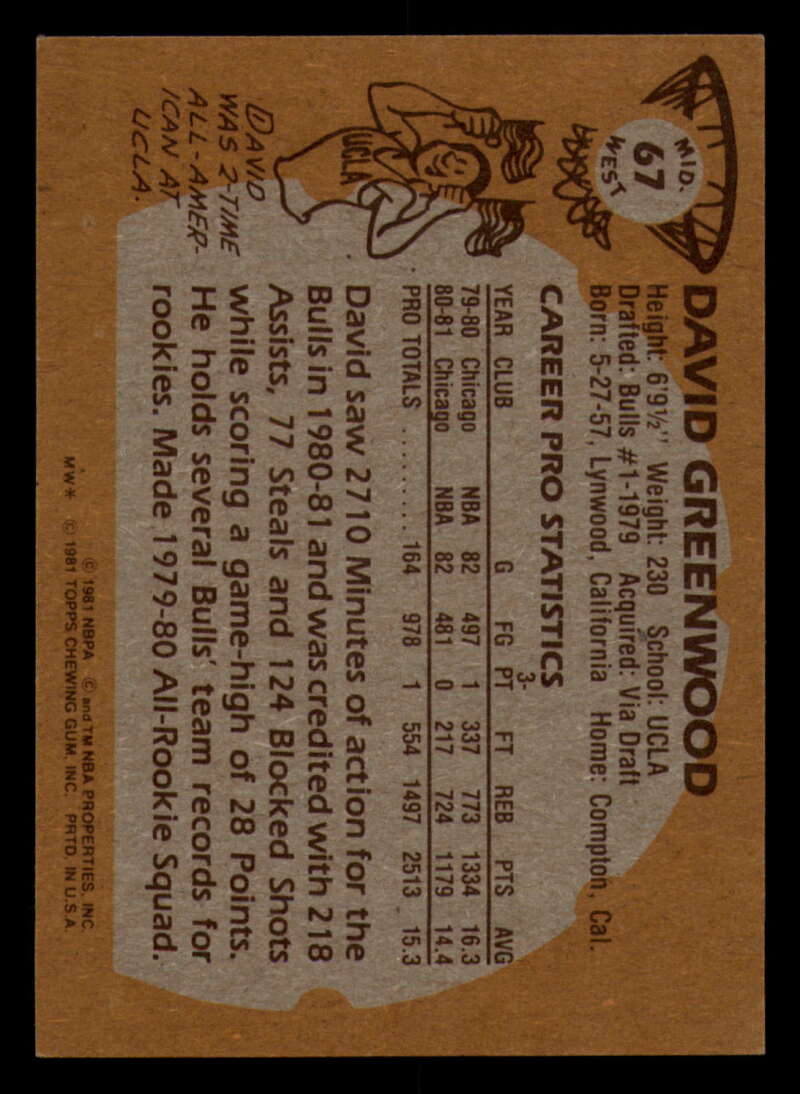 MID.
67
WEST
DAVID GREENWOOD
Height: 6'9½" Weight: 230 School: UCLA
Drafted: Bulls #1-1979 Acquired: Via Draft
Born: 5-27-57, Lynwood, California Home: Compton, Cal.
CAREER PRO STATISTICS
YEAR CLUB G FG 3-PT FT REB PTS AVG
79-80 Chicago NBA 82 497 1 337 773 1334 16.3
80-81 Chicago NBA 82 481 0 217 724 1179 14.4
PRO TOTALS ......... 164 978 1 554 1497 2513 15.3
David saw 2710 Minutes of action for the
Bulls in 1980-81 and was credited with 218
Assists, 77 Steals and 124 Blocked Shots
while scoring a game-high of 28 Points.
He holds several Bulls' team records for
rookies. Made 1979-80 All-Rookie Squad.
UCLA
DAVID
WAS 2-TIME
ALL-AMER-
ICAN AT
UCLA.
© 1981 NBPA © and TM NBA PROPERTIES, INC.
MW* © 1981 TOPPS CHEWING GUM, INC. PRTD. IN U.S.A.